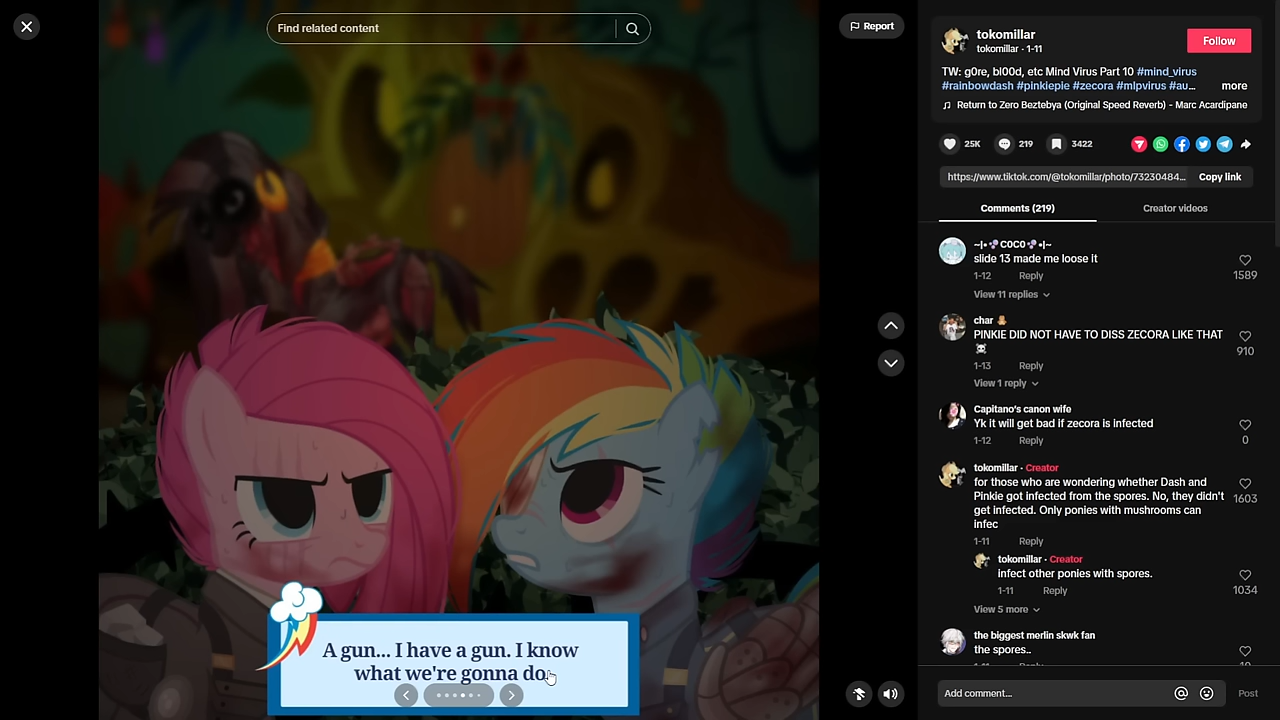 Find related content
Report
A gun... I have a gun. I know
what we're gonna do.
tokomillar
tokomillar · 1-11
Follow
TW: g0re, bl00d, etc Mind Virus Part 10 #mind_virus
#rainbowdash #pinkiepie #zecora #mlpvirus #au...
more
Return to Zero Beztebya (Original Speed Reverb) - Marc Acardipane
25K
219
3422
https://www.tiktok.com/@tokomillar/photo/73230484...
Copy link
Comments (219)
Creator videos
~|•🫐C0C0🫐•|~
slide 13 made me loose it
1-12 Reply
1589
View 11 replies
char
PINKIE DID NOT HAVE TO DISS ZECORA LIKE THAT
☠️
1-13 Reply
910
View 1 reply
Capitano's canon wife
Yk it will get bad if zecora is infected
1-12 Reply
0
tokomillar · Creator
for those who are wondering whether Dash and
Pinkie got infected from the spores. No, they didn't
get infected. Only ponies with mushrooms can
infec
1-11 Reply
1603
tokomillar · Creator
infect other ponies with spores.
1-11 Reply
1034
View 5 more
the biggest merlin skwk fan
the spores..
Add comment...
Post